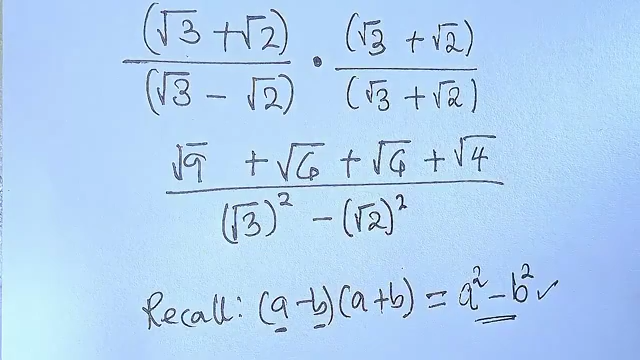 (√3 + √2) / (√3 − √2) · (√3 + √2) / (√3 + √2)
(√9 + √6 + √6 + √4) / ((√3)² − (√2)²)
Recall: (a − b)(a + b) = a² − b² ✓